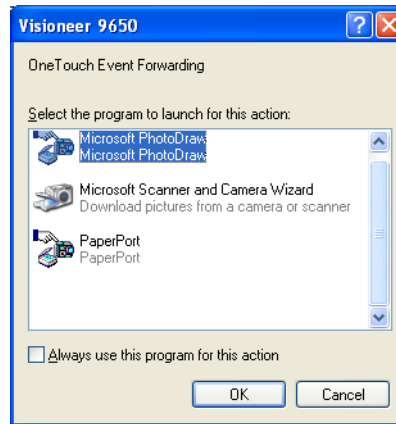 Visioneer 9650
OneTouch Event Forwarding
Select the program to launch for this action:
Microsoft PhotoDraw
Microsoft PhotoDraw
Microsoft Scanner and Camera Wizard
Download pictures from a camera or scanner
PaperPort
PaperPort
Always use this program for this action
OK
Cancel